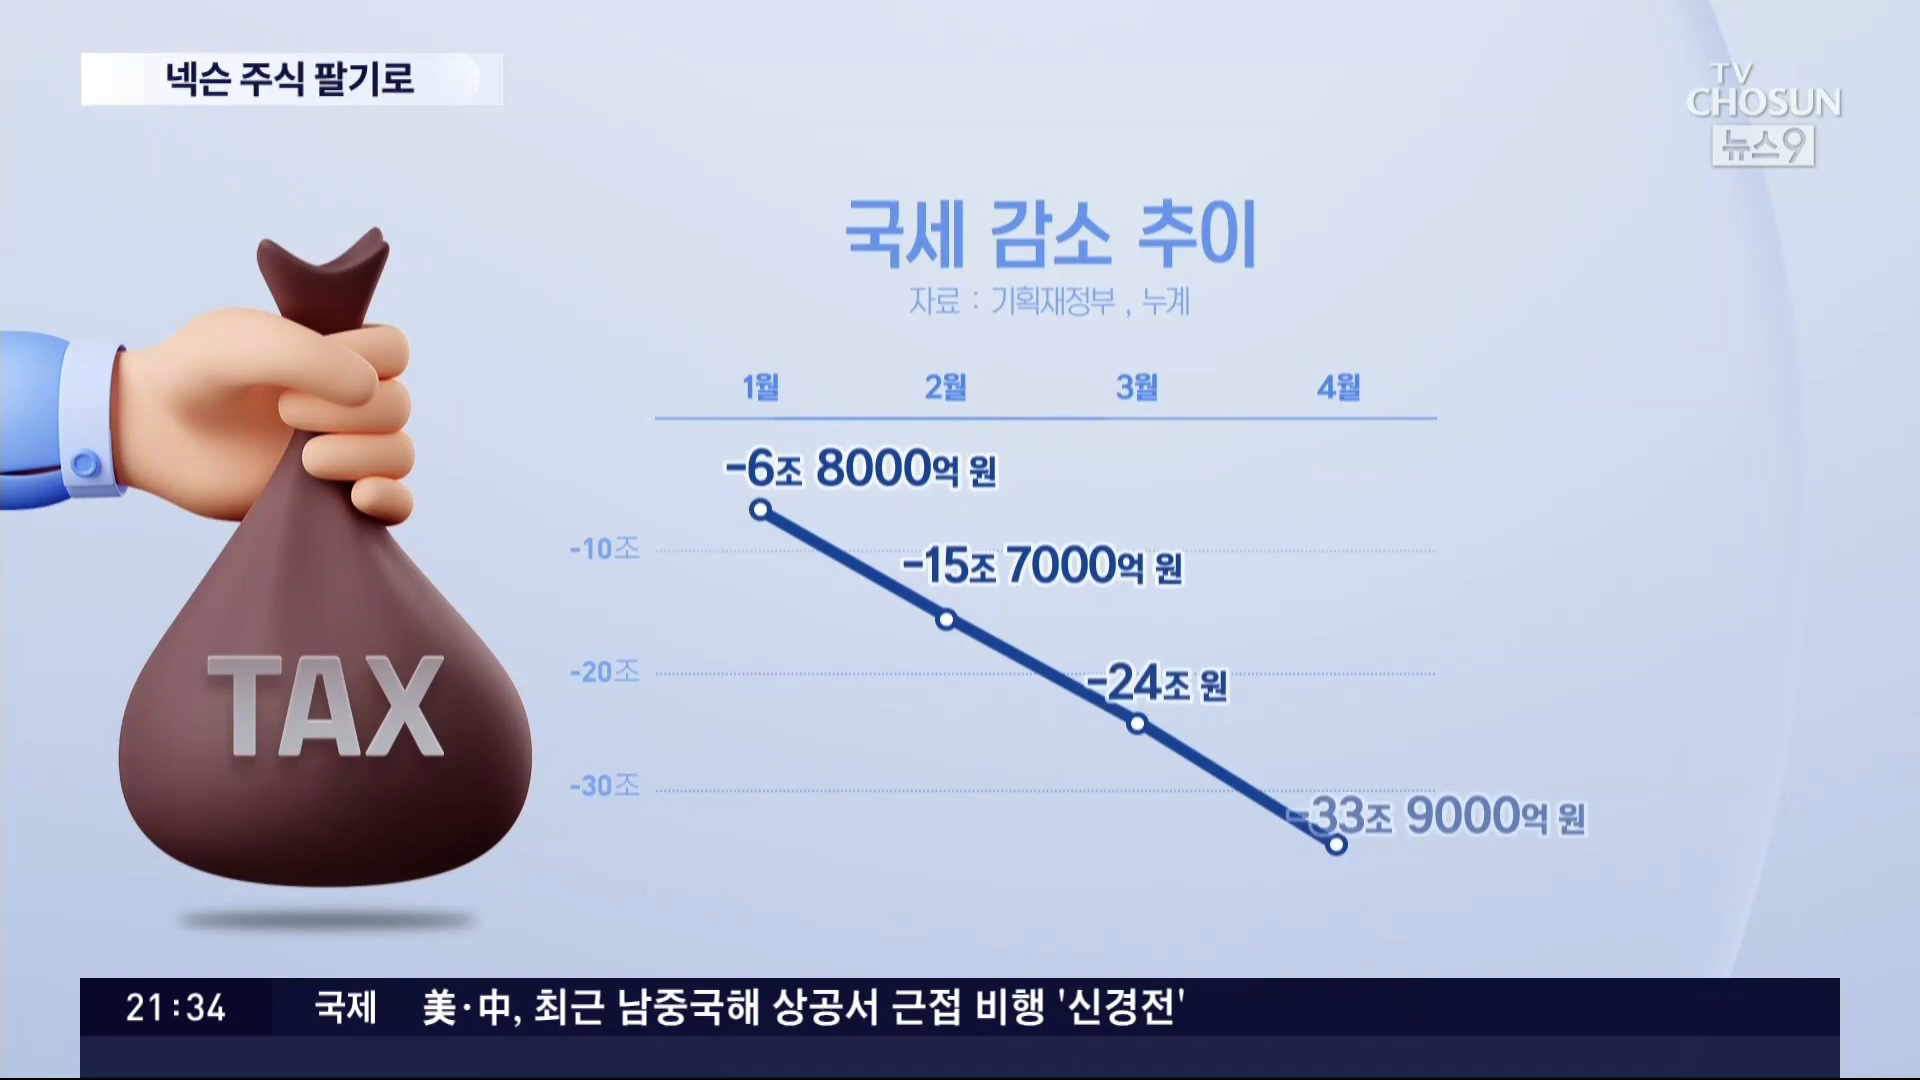 넥슨 주식 팔기로
TV
CHOSUN
뉴스9
국세 감소 추이
자료 : 기획재정부 , 누계
1월 2월 3월 4월
-6조 8000억 원
-10조
-15조 7000억 원
-20조
-24조 원
-30조
-33조 9000억 원
TAX
21:34 국제 美·中, 최근 남중국해 상공서 근접 비행 '신경전'